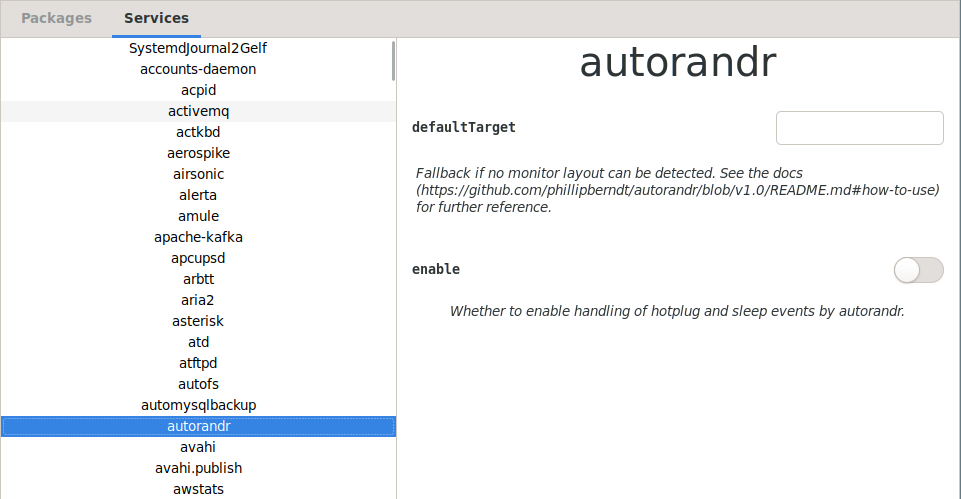 Packages Services
SystemdJournal2Gelf
accounts-daemon
acpid
activemq
actkbd
aerospike
airsonic
alerta
amule
apache-kafka
apcupsd
arbtt
aria2
asterisk
atd
atftpd
autofs
automysqlbackup
autorandr
avahi
avahi.publish
awstats
autorandr
defaultTarget
Fallback if no monitor layout can be detected. See the docs
(https://github.com/phillipberndt/autorandr/blob/v1.0/README.md#how-to-use)
for further reference.
enable
Whether to enable handling of hotplug and sleep events by autorandr.